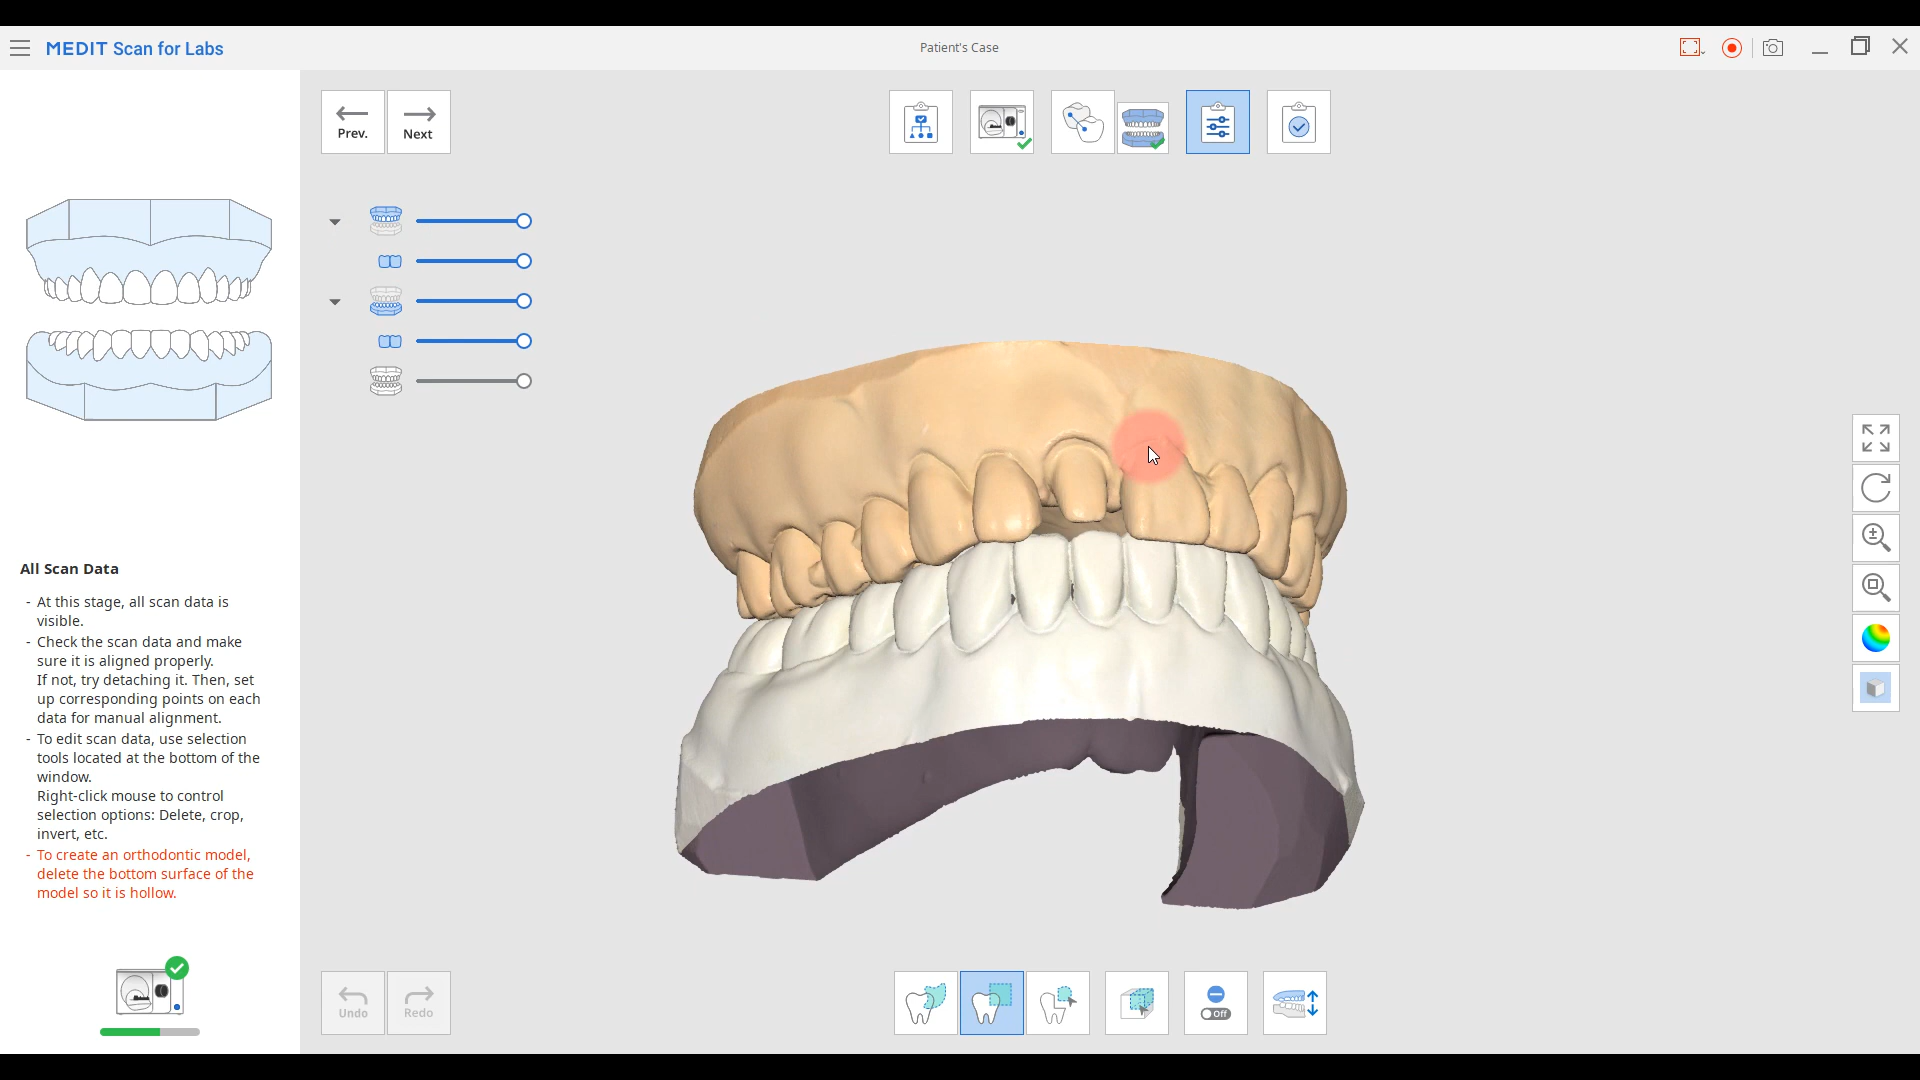 MEDIT Scan for Labs
Patient's Case
Prev.
Next
All Scan Data
- At this stage, all scan data is
visible.
- Check the scan data and make
sure it is aligned properly.
If not, try detaching it. Then, set
up corresponding points on each
data for manual alignment.
- To edit scan data, use selection
tools located at the bottom of the
window.
Right-click mouse to control
selection options: Delete, crop,
invert, etc.
- To create an orthodontic model,
delete the bottom surface of the
model so it is hollow.
Undo
Redo
Off